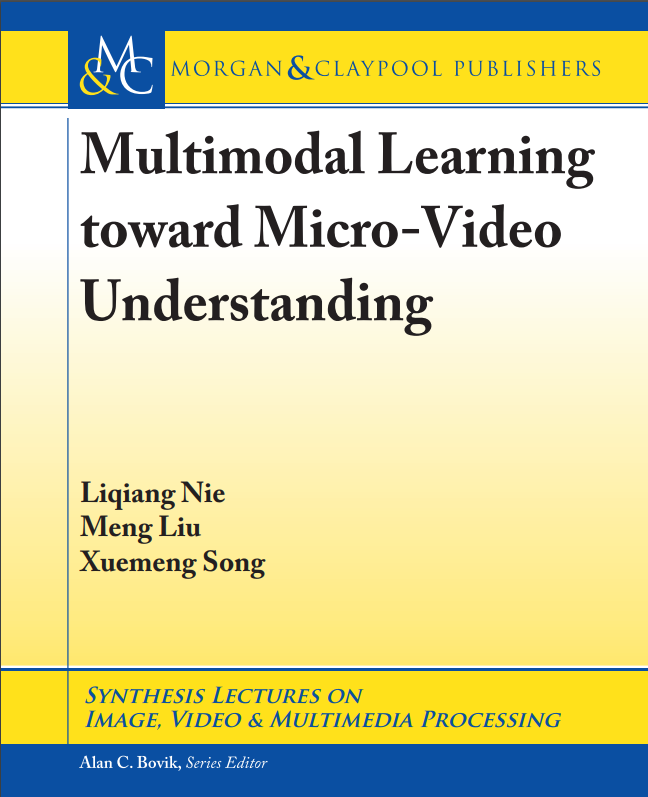 M&C
MORGAN&CLAYPOOL PUBLISHERS
Multimodal Learning
toward Micro-Video
Understanding
Liqiang Nie
Meng Liu
Xuemeng Song
SYNTHESIS LECTURES ON
IMAGE, VIDEO & MULTIMEDIA PROCESSING
Alan C. Bovik, Series Editor